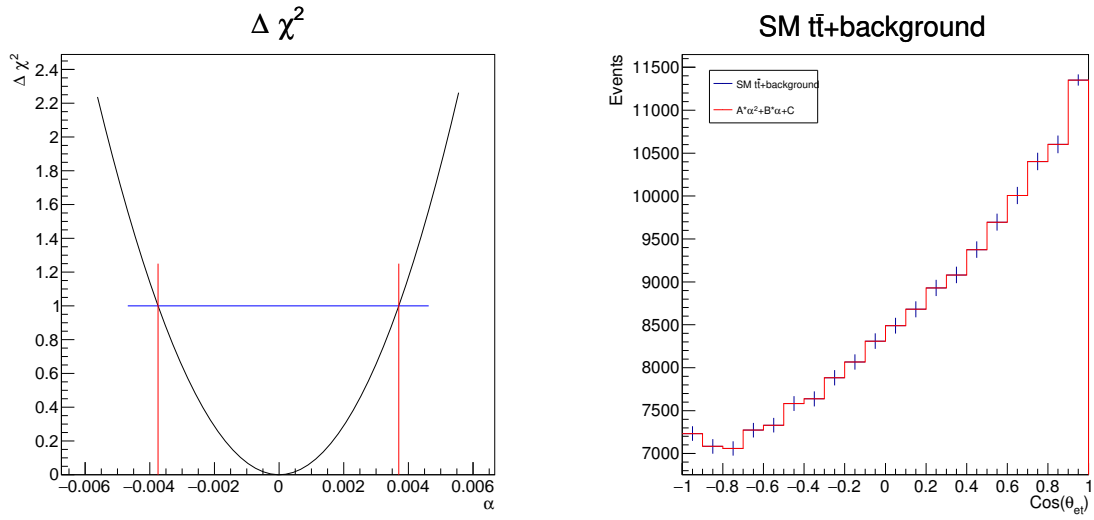 Δ χ²
Δ χ²
2.4
2.2
2
1.8
1.6
1.4
1.2
1
0.8
0.6
0.4
0.2
0
−0.006 −0.004 −0.002 0 0.002 0.004 0.006
α
SM tt̄+background
Events
11500
11000
10500
10000
9500
9000
8500
8000
7500
7000
SM tt̄+background
A*α²+B*α+C
−1 −0.8 −0.6 −0.4 −0.2 0 0.2 0.4 0.6 0.8 1
Cos(θ_et)